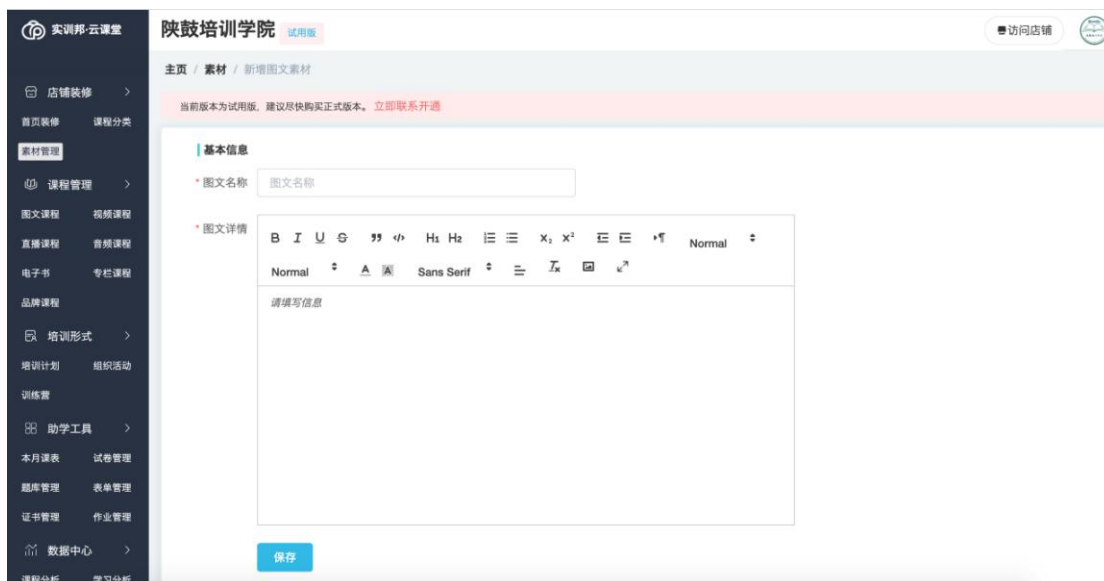 实训邦·云课堂
陕鼓培训学院 试用版
访问店铺
主页 / 素材 / 新增图文素材
当前版本为试用版，建议尽快购买正式版本。 立即联系开通
店铺装修 >
首页装修 课程分类
素材管理
课程管理 >
图文课程 视频课程
直播课程 音频课程
电子书 专栏课程
品牌课程
培训形式 >
培训计划 组织活动
训练营
助学工具 >
本月课表 试卷管理
题库管理 表单管理
证书管理 作业管理
数据中心 >
课程分析 学习分析
基本信息
* 图文名称 图文名称
* 图文详情
B I U S ” </> H1 H2 X₂ X² ¶ Normal
Normal A A Sans Serif Tx
请填写信息
保存